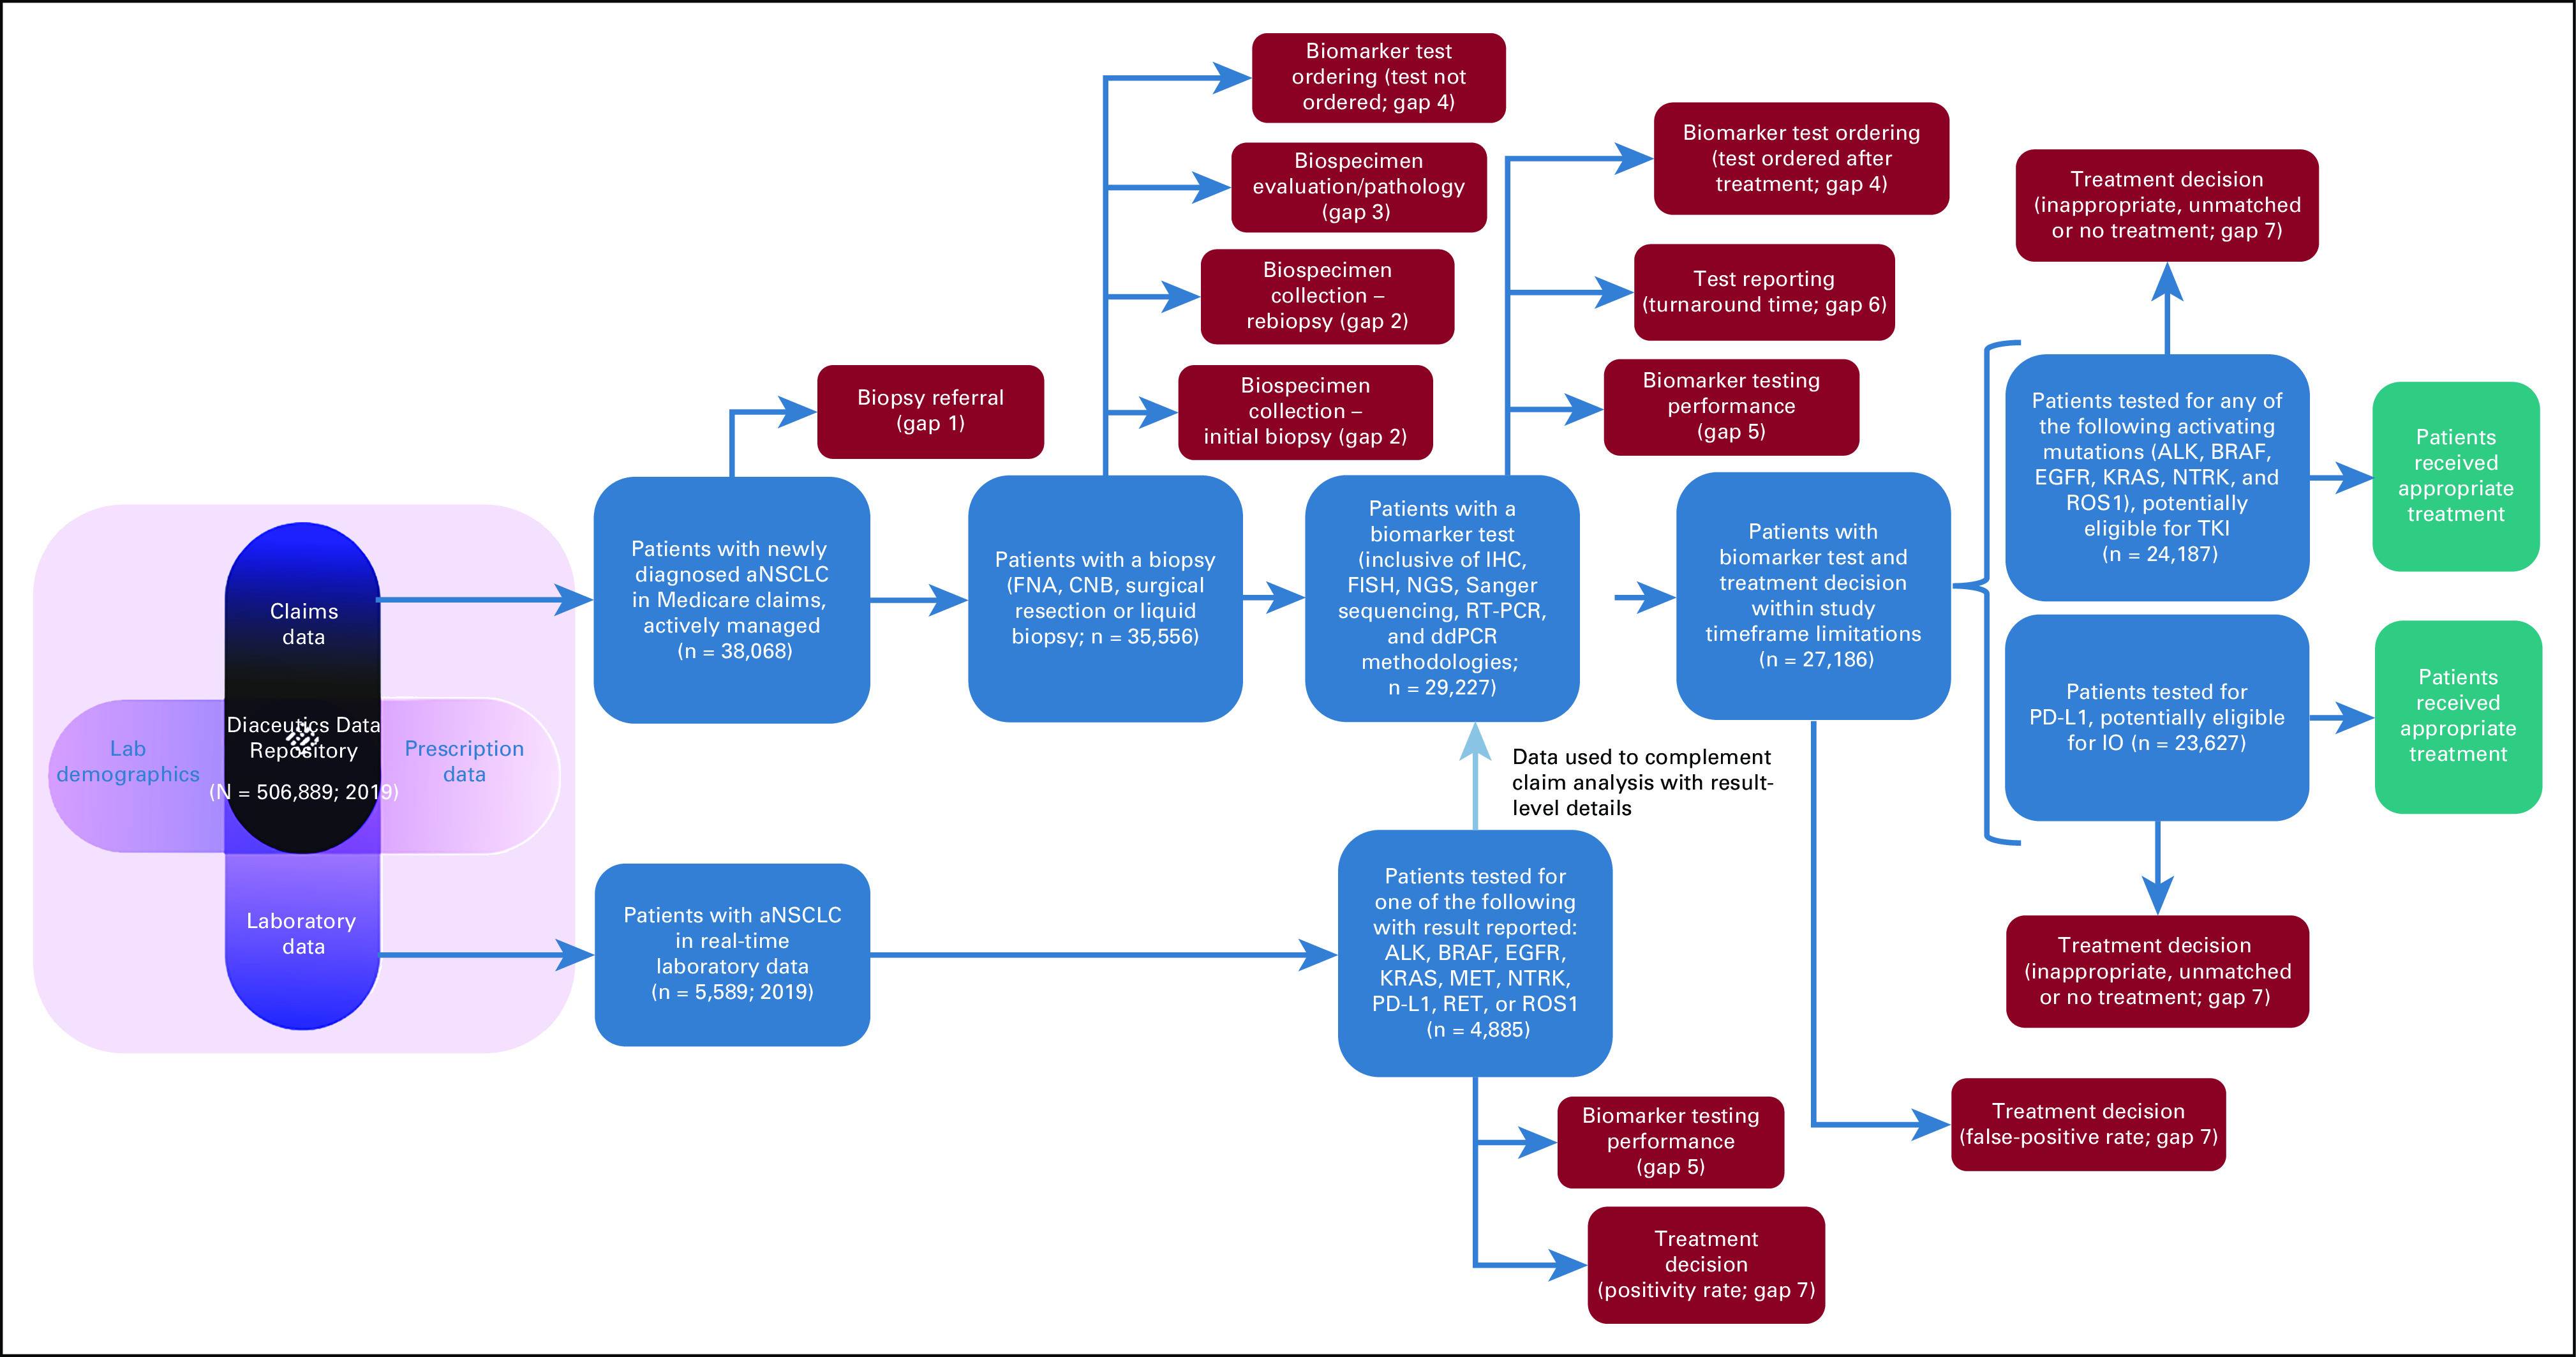 Claims
data
Lab
demographics
Diaceutics Data
Repository
(N = 506,889; 2019)
Prescription
data
Laboratory
data
Patients with newly
diagnosed aNSCLC
in Medicare claims,
actively managed
(n = 38,068)
Biopsy referral
(gap 1)
Patients with a biopsy
(FNA, CNB, surgical
resection or liquid
biopsy; n = 35,556)
Biomarker test
ordering (test not
ordered; gap 4)
Biospecimen
evaluation/pathology
(gap 3)
Biospecimen
collection –
rebiopsy (gap 2)
Biospecimen
collection –
initial biopsy (gap 2)
Patients with a
biomarker test
(inclusive of IHC,
FISH, NGS, Sanger
sequencing, RT-PCR,
and ddPCR
methodologies;
n = 29,227)
Biomarker test ordering
(test ordered after
treatment; gap 4)
Test reporting
(turnaround time; gap 6)
Biomarker testing
performance
(gap 5)
Patients with
biomarker test and
treatment decision
within study
timeframe limitations
(n = 27,186)
Treatment decision
(inappropriate, unmatched
or no treatment; gap 7)
Patients tested for any of
the following activating
mutations (ALK, BRAF,
EGFR, KRAS, NTRK, and
ROS1), potentially
eligible for TKI
(n = 24,187)
Patients
received
appropriate
treatment
Patients tested for
PD-L1, potentially eligible
for IO (n = 23,627)
Patients
received
appropriate
treatment
Treatment decision
(inappropriate, unmatched
or no treatment; gap 7)
Treatment decision
(false-positive rate; gap 7)
Data used to complement
claim analysis with result-
level details
Patients with aNSCLC
in real-time
laboratory data
(n = 5,589; 2019)
Patients tested for
one of the following
with result reported:
ALK, BRAF, EGFR,
KRAS, MET, NTRK,
PD-L1, RET, or ROS1
(n = 4,885)
Biomarker testing
performance
(gap 5)
Treatment
decision
(positivity rate; gap 7)